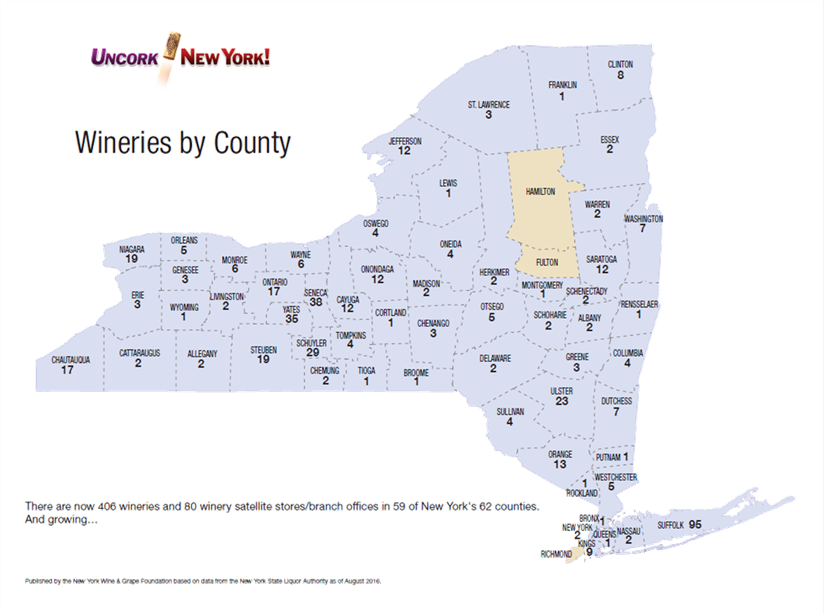 UNCORK NEW YORK!
Wineries by County
CLINTON
8
FRANKLIN
1
ST. LAWRENCE
3
ESSEX
2
JEFFERSON
12
LEWIS
1
HAMILTON
WARREN
2
WASHINGTON
7
OSWEGO
4
ONEIDA
4
HERKIMER
2
FULTON
SARATOGA
12
NIAGARA
19
ORLEANS
5
MONROE
6
WAYNE
6
GENESEE
3
ONTARIO
17
SENECA
38
CAYUGA
12
ONONDAGA
12
MADISON
2
MONTGOMERY
1
SCHENECTADY
2
ERIE
3
WYOMING
1
LIVINGSTON
2
YATES
35
CORTLAND
1
CHENANGO
3
OTSEGO
5
SCHOHARIE
2
ALBANY
2
RENSSELAER
1
CHAUTAUQUA
17
CATTARAUGUS
2
ALLEGANY
2
STEUBEN
19
SCHUYLER
29
TOMPKINS
4
CHEMUNG
2
TIOGA
1
BROOME
1
DELAWARE
2
GREENE
3
COLUMBIA
4
ULSTER
23
DUTCHESS
7
SULLIVAN
4
ORANGE
13
PUTNAM 1
WESTCHESTER
5
1
ROCKLAND
BRONX 1
NEW YORK
2
QUEENS
1
NASSAU
2
SUFFOLK 95
KINGS
9
RICHMOND
There are now 406 wineries and 80 winery satellite stores/branch offices in 59 of New York's 62 counties.
And growing...
Published by the New York Wine & Grape Foundation based on data from the New York State Liquor Authority as of August 2016.